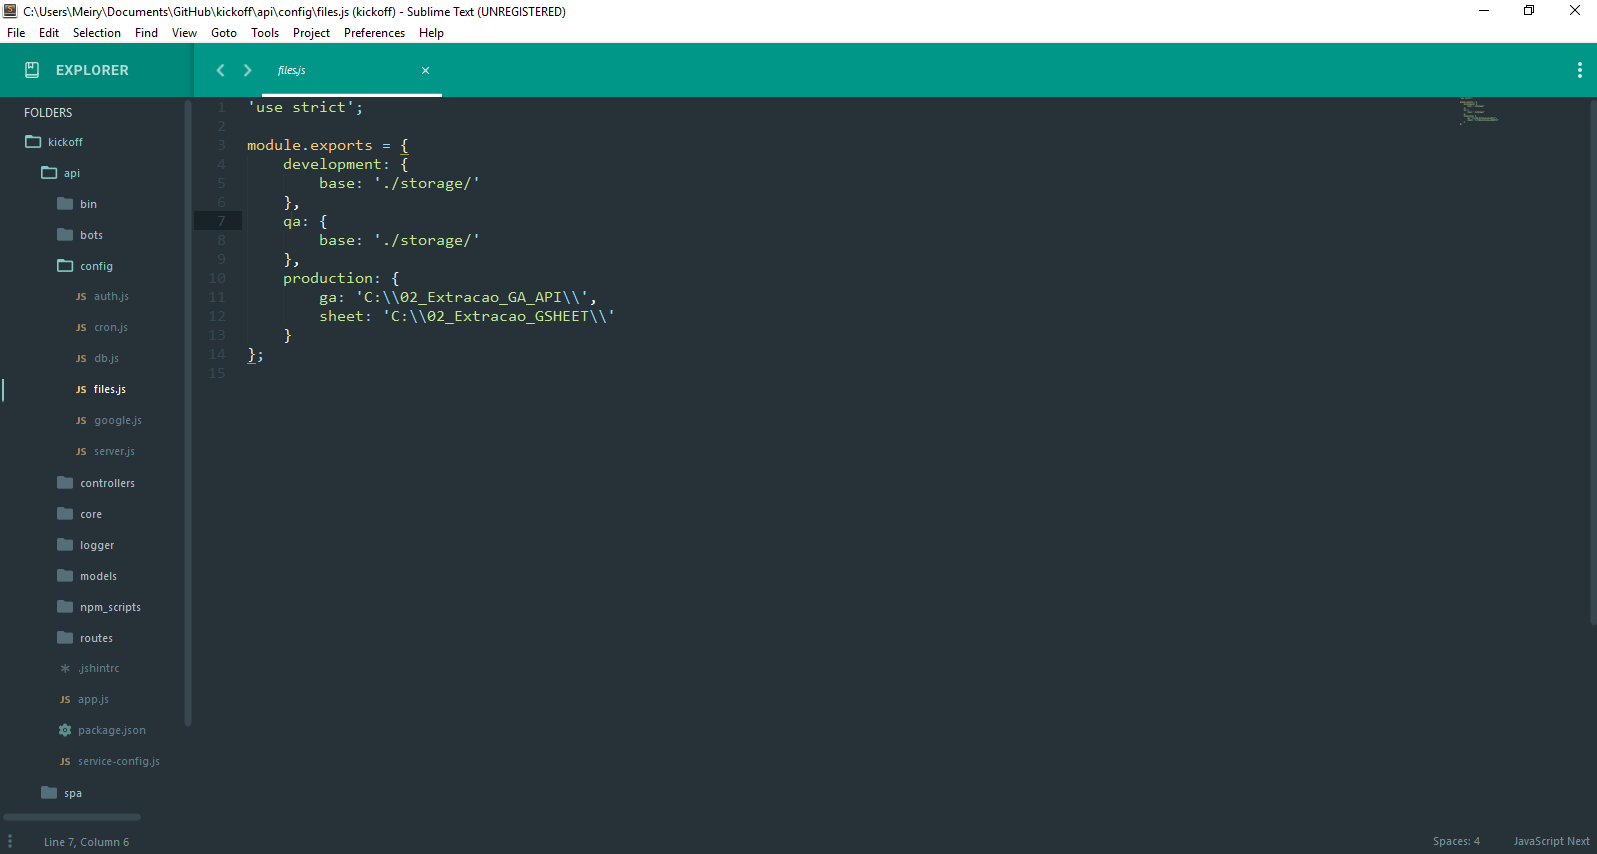 C:\Users\Meiry\Documents\GitHub\kickoff\api\config\files.js (kickoff) - Sublime Text (UNREGISTERED)
File Edit Selection Find View Goto Tools Project Preferences Help
EXPLORER
files.js
FOLDERS
kickoff
api
bin
bots
config
JS auth.js
JS cron.js
JS db.js
JS files.js
JS google.js
JS server.js
controllers
core
logger
models
npm_scripts
routes
.jshintrc
JS app.js
package.json
JS service-config.js
spa
1 'use strict';
2
3 module.exports = {
4 development: {
5 base: './storage/'
6 },
7 qa: {
8 base: './storage/'
9 },
10 production: {
11 ga: 'C:\\02_Extracao_GA_API\\',
12 sheet: 'C:\\02_Extracao_GSHEET\\'
13 }
14 };
15
Line 7, Column 6
Spaces: 4
JavaScript Next